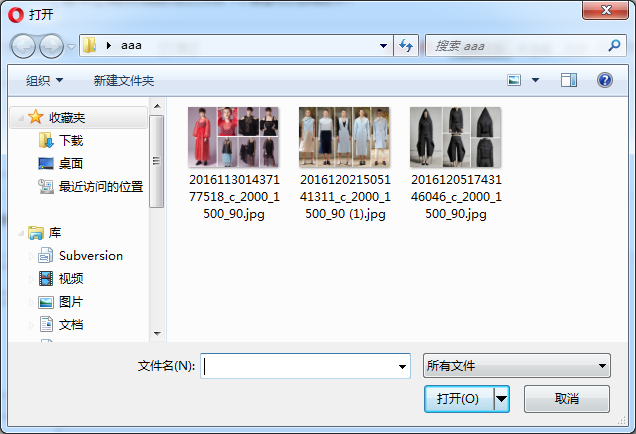 打开
aaa
搜索 aaa
组织
新建文件夹
收藏夹
下载
桌面
最近访问的位置
库
Subversion
视频
图片
文档
2016113014371
77518_c_2000_1
500_90.jpg
2016120215051
41311_c_2000_1
500_90 (1).jpg
2016120517431
46046_c_2000_1
500_90.jpg
文件名(N):
所有文件
打开(O)
取消